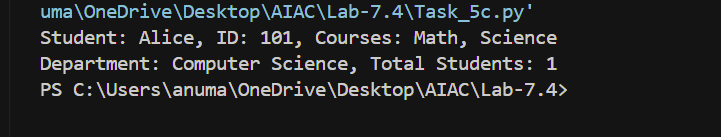 uma\OneDrive\Desktop\AIAC\Lab-7.4\Task_5c.py'
Student: Alice, ID: 101, Courses: Math, Science
Department: Computer Science, Total Students: 1
PS C:\Users\anuma\OneDrive\Desktop\AIAC\Lab-7.4>